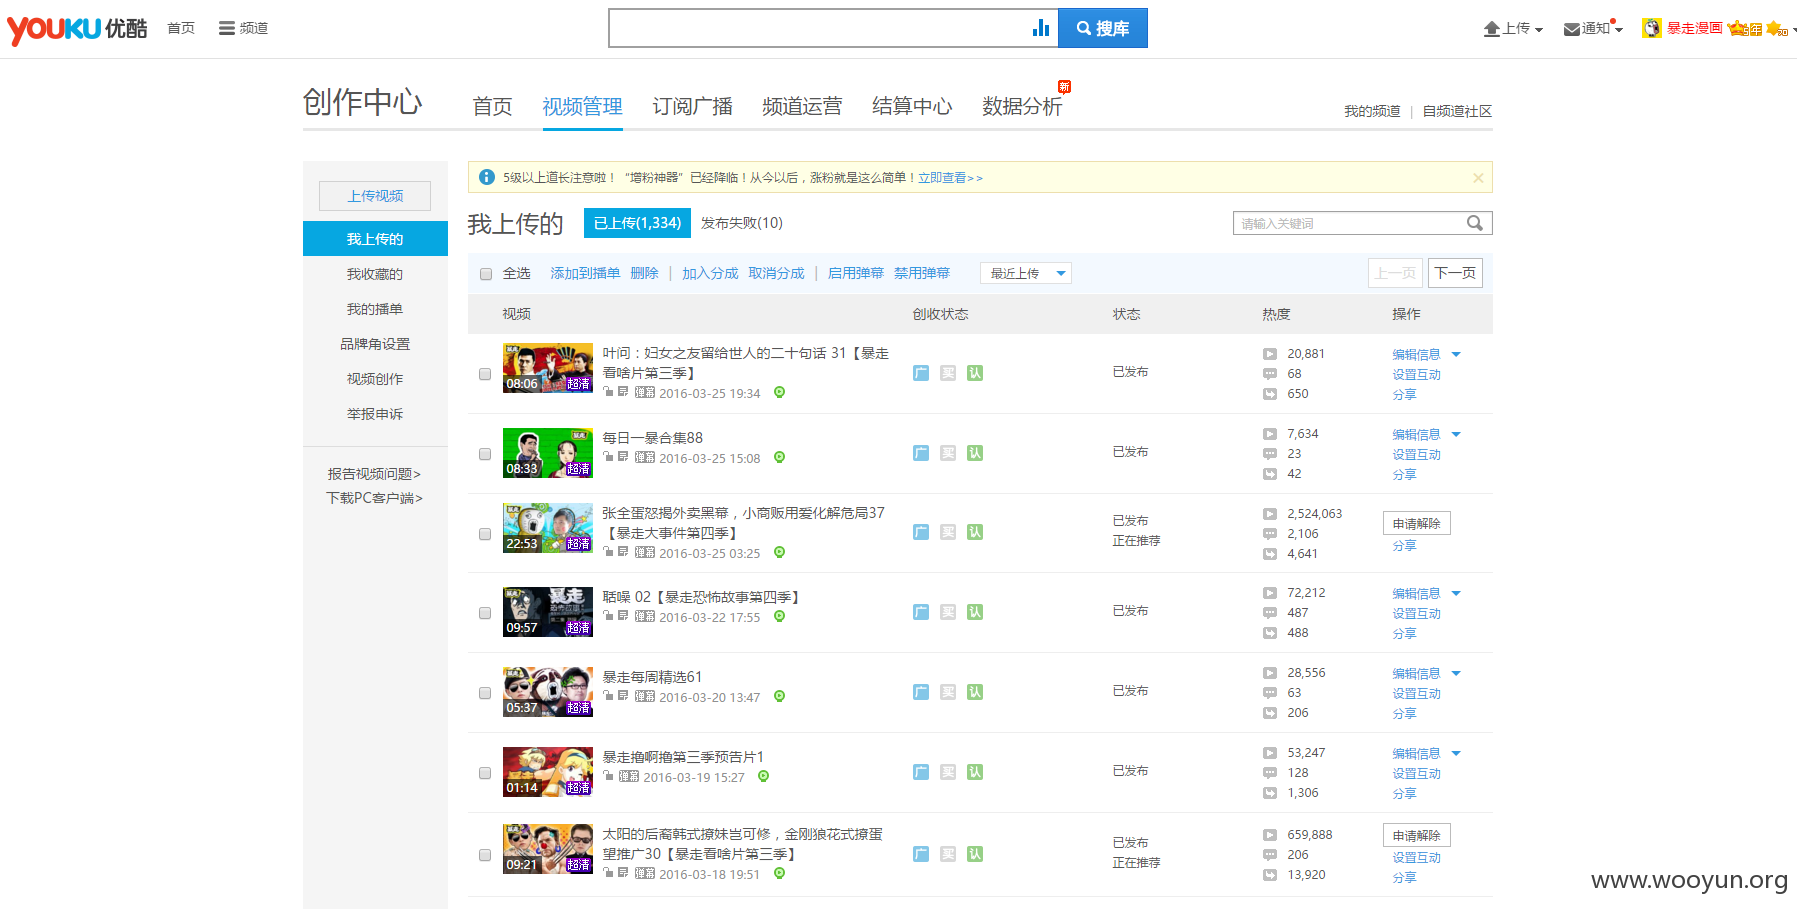 YOUKU 优酷
首页
频道
搜库
上传
通知
暴走漫画
创作中心
首页
视频管理
订阅广播
频道运营
结算中心
数据分析
新
我的频道 | 自频道社区
上传视频
我上传的
我收藏的
我的播单
品牌角设置
视频创作
举报申诉
报告视频问题>
下载PC客户端>
5级以上道长注意啦！“增粉神器”已经降临！从今以后，涨粉就是这么简单！立即查看>>
我上传的
已上传(1,334)
发布失败(10)
请输入关键词
全选 添加到播单 删除 | 加入分成 取消分成 | 启用弹幕 禁用弹幕
最近上传
上一页
下一页
视频 创收状态 状态 热度 操作
08:06 超清
叶问：妇女之友留给世人的二十句话 31【暴走
看啥片第三季】
弹幕 2016-03-25 19:34
广 买 认
已发布
20,881
68
650
编辑信息
设置互动
分享
08:33 超清
每日一暴合集88
弹幕 2016-03-25 15:08
广 买 认
已发布
7,634
23
42
编辑信息
设置互动
分享
22:53 超清
张全蛋怒揭外卖黑幕，小商贩用爱化解危局37
【暴走大事件第四季】
弹幕 2016-03-25 03:25
广 买 认
已发布
正在推荐
2,524,063
2,106
4,641
申请解除
分享
09:57 超清
聒噪 02【暴走恐怖故事第四季】
弹幕 2016-03-22 17:55
广 买 认
已发布
72,212
487
488
编辑信息
设置互动
分享
05:37 超清
暴走每周精选61
弹幕 2016-03-20 13:47
广 买 认
已发布
28,556
63
206
编辑信息
设置互动
分享
01:14 超清
暴走撸啊撸第三季预告片1
弹幕 2016-03-19 15:27
广 买 认
已发布
53,247
128
1,306
编辑信息
设置互动
分享
09:21 超清
太阳的后裔韩式撩妹岂可修，金刚狼花式撩蛋
望推广30【暴走看啥片第三季】
弹幕 2016-03-18 19:51
广 买 认
已发布
正在推荐
659,888
206
13,920
申请解除
设置互动
分享
www.wooyun.org